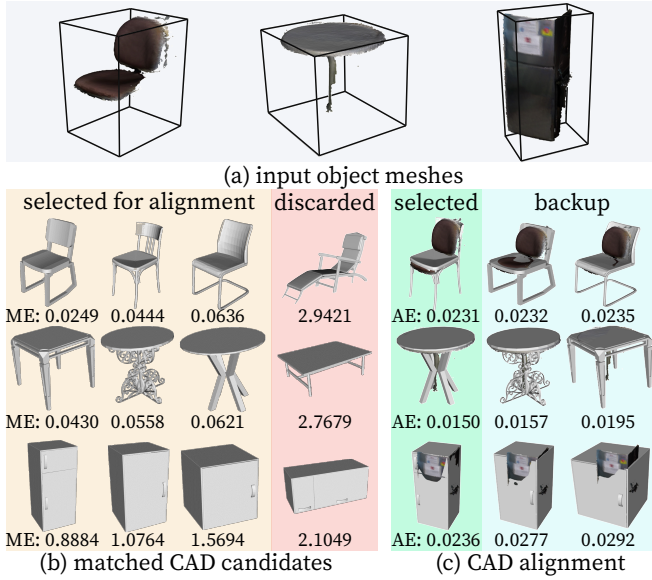 (a) input object meshes
selected for alignment discarded selected backup
ME: 0.0249 0.0444 0.0636 2.9421 AE: 0.0231 0.0232 0.0235
ME: 0.0430 0.0558 0.0621 2.7679 AE: 0.0150 0.0157 0.0195
ME: 0.8884 1.0764 1.5694 2.1049 AE: 0.0236 0.0277 0.0292
(b) matched CAD candidates (c) CAD alignment